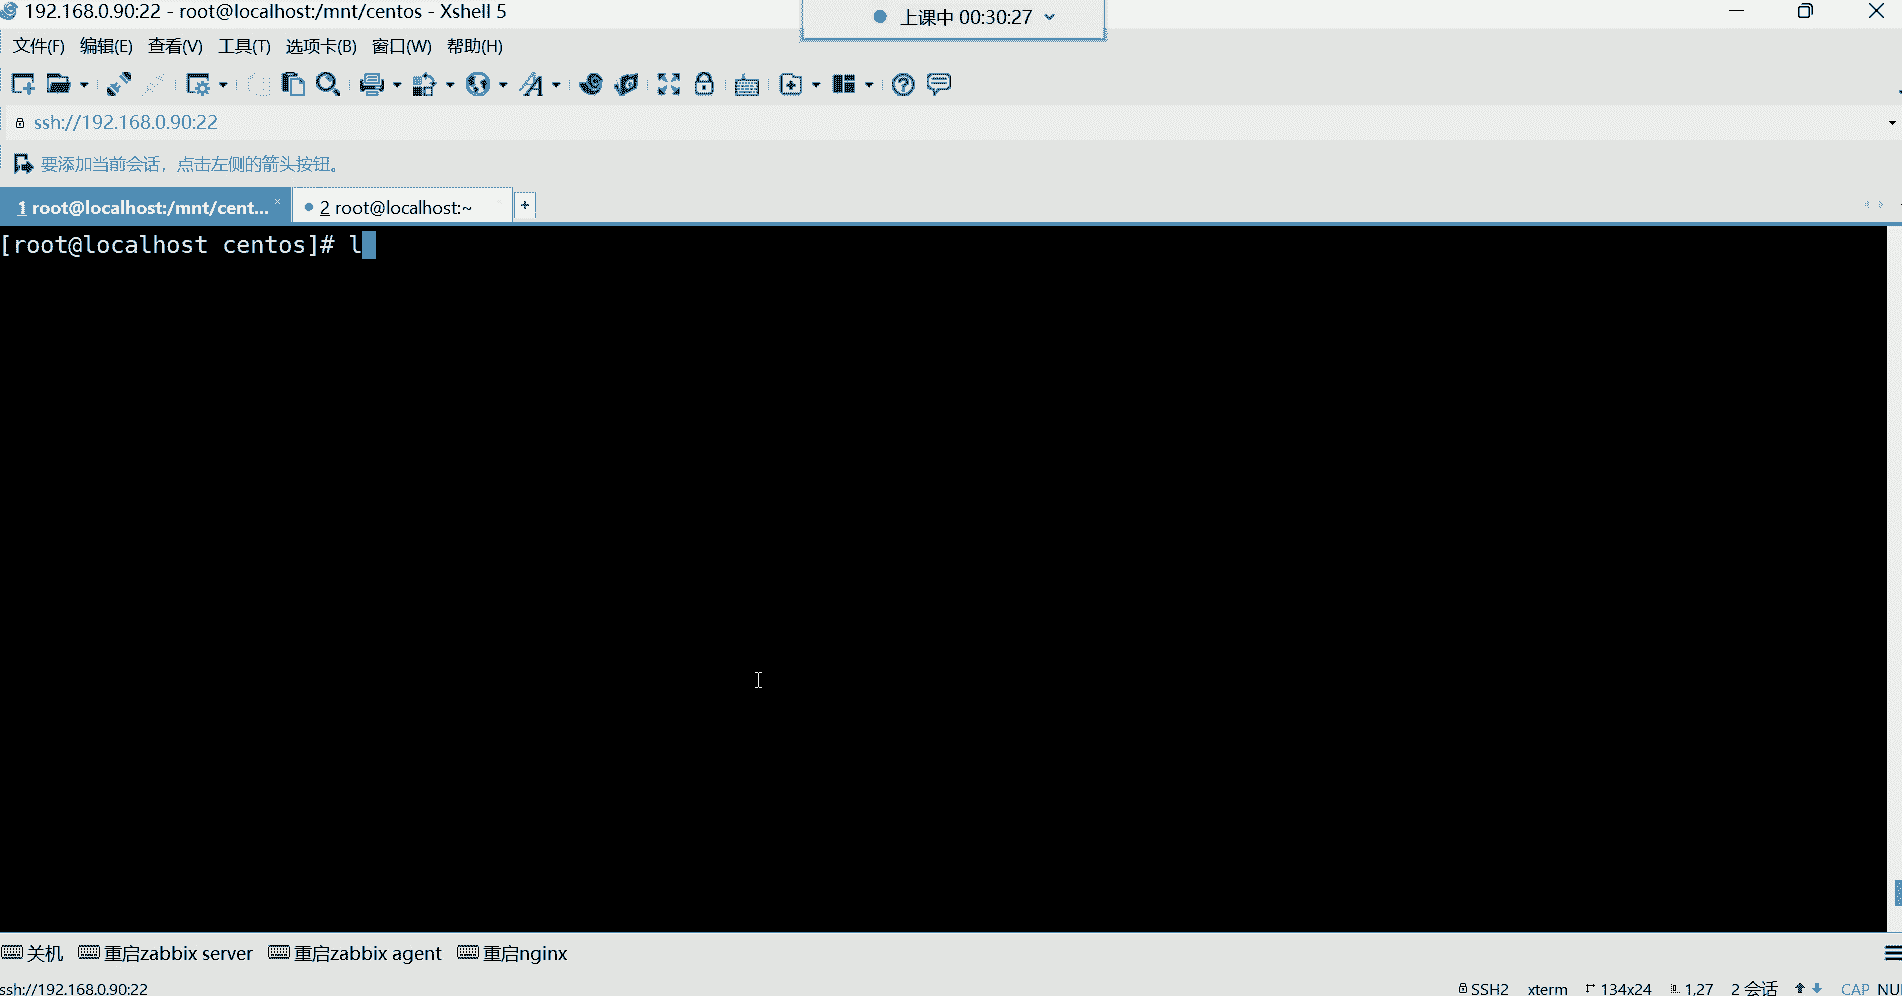 192.168.0.90:22 - root@localhost:/mnt/centos - Xshell 5
上课中 00:30:27
文件(F) 编辑(E) 查看(V) 工具(T) 选项卡(B) 窗口(W) 帮助(H)
ssh://192.168.0.90:22
要添加当前会话，点击左侧的箭头按钮。
1 root@localhost:/mnt/cent... 2 root@localhost:~
[root@localhost centos]# l
关机 重启zabbix server 重启zabbix agent 重启nginx
ssh://192.168.0.90:22 SSH2 xterm 134x24 1,27 2 会话 CAP NU